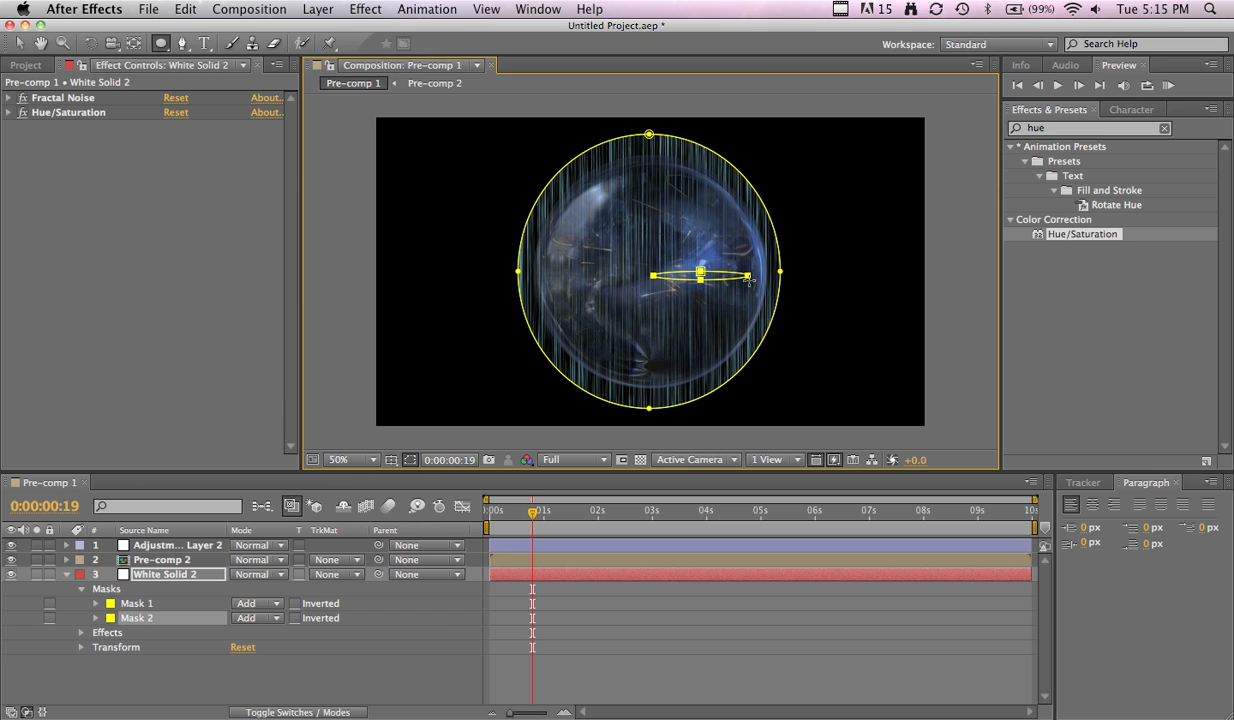 After Effects File Edit Composition Layer Effect Animation View Window Help 15 (99%) Tue 5:15 PM
Untitled Project.aep *
Workspace: Standard Search Help
Project Effect Controls: White Solid 2 Composition: Pre-comp 1 Info Audio Preview
Pre-comp 1 • White Solid 2 Pre-comp 1 Pre-comp 2
fx Fractal Noise Reset About...
fx Hue/Saturation Reset About...
Effects & Presets Character
hue
* Animation Presets
Presets
Text
Fill and Stroke
Rotate Hue
Color Correction
Hue/Saturation
50% 0:00:00:19 Full Active Camera 1 View +0.0
Pre-comp 1 Tracker Paragraph
0:00:00:19 0:00s 01s 02s 03s 04s 05s 06s 07s 08s 09s 10s
0 px 0 px 0 px
0 px 0 px
# Source Name Mode T TrkMat Parent
1 Adjustm... Layer 2 Normal None
2 Pre-comp 2 Normal None None
3 White Solid 2 Normal None None
Masks
Mask 1 Add Inverted
Mask 2 Add Inverted
Effects
Transform Reset
Toggle Switches / Modes